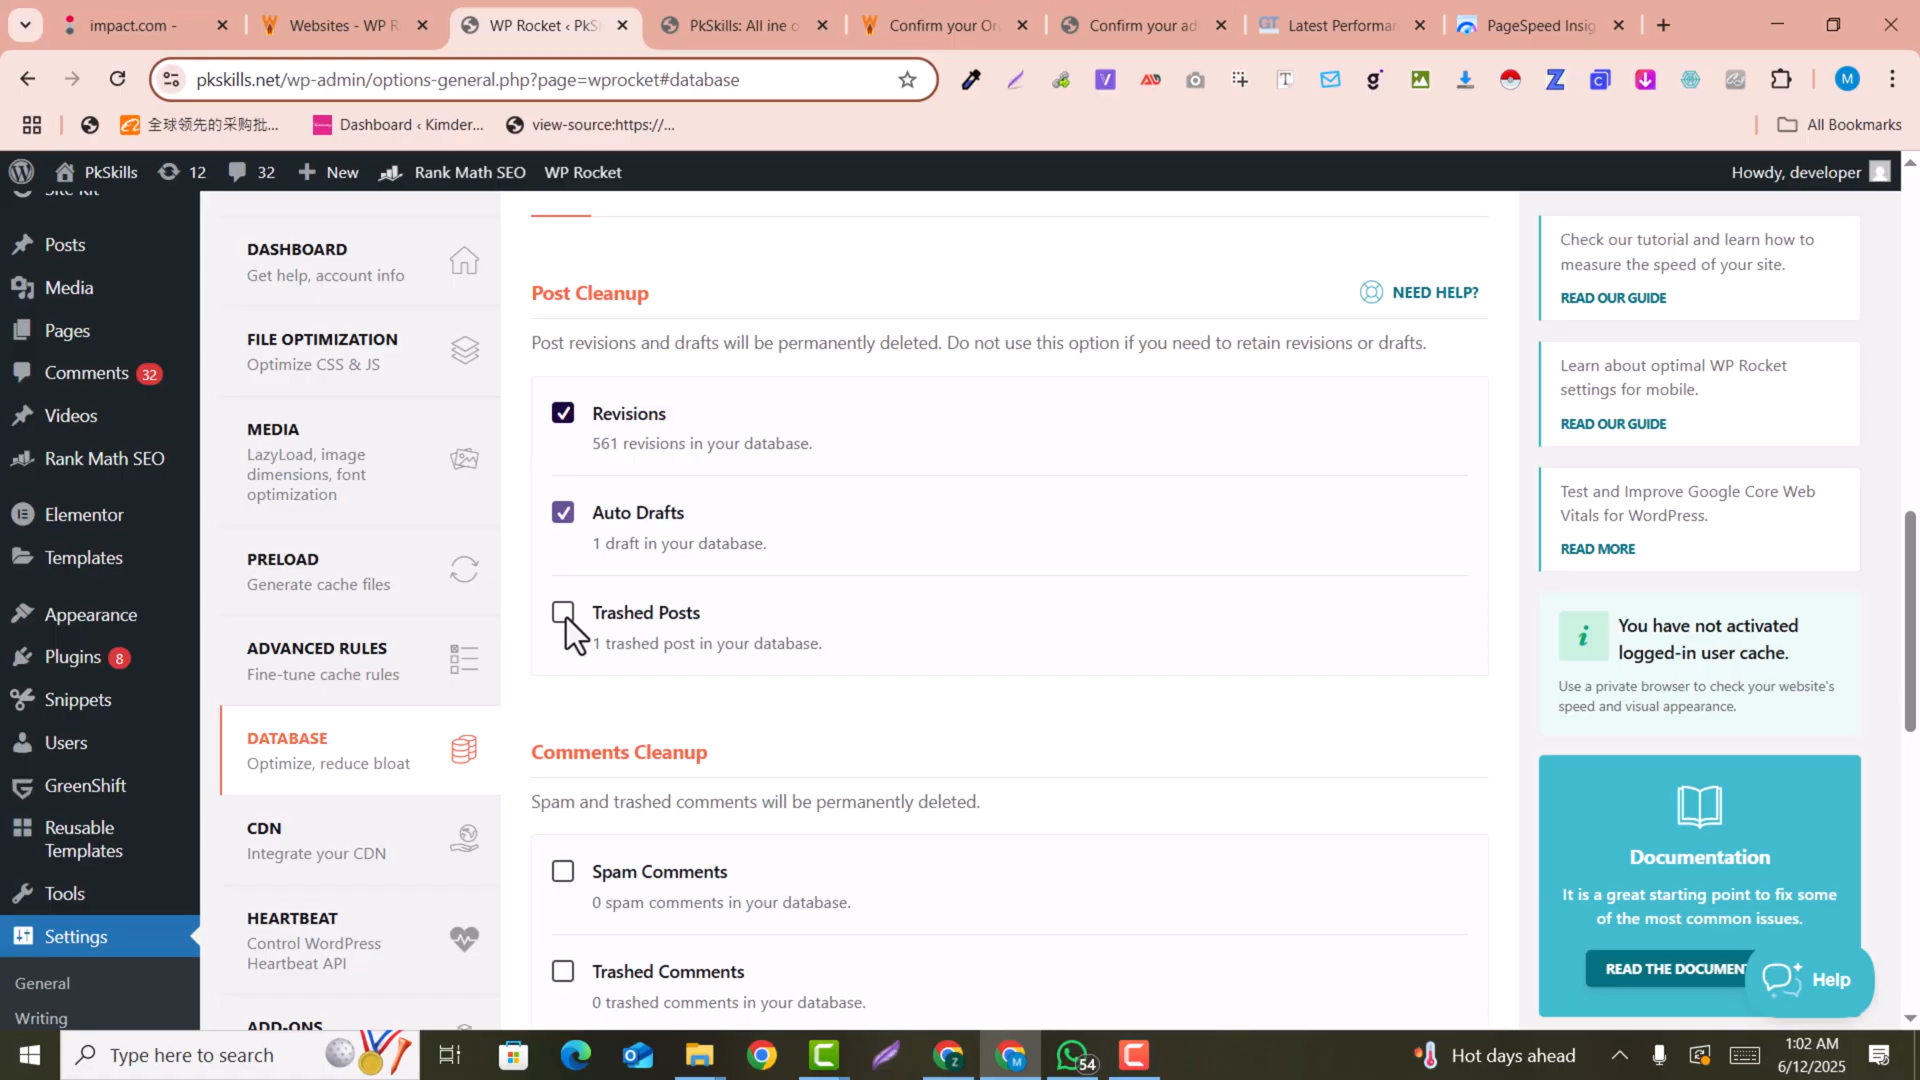 impact.com -
Websites - WP R
WP Rocket ‹ PkS
PkSkills: All ine o
Confirm your Or
Confirm your ad
GT Latest Performan
PageSpeed Insig
pkskills.net/wp-admin/options-general.php?page=wprocket#database
M
全球领先的采购批...
Dashboard ‹ Kimder...
view-source:https://...
All Bookmarks
PkSkills
12
32
New
Rank Math SEO
WP Rocket
Howdy, developer
Site Kit
Posts
Media
Pages
Comments 32
Videos
Rank Math SEO
Elementor
Templates
Appearance
Plugins 8
Snippets
Users
GreenShift
Reusable
Templates
Tools
Settings
General
Writing
DASHBOARD
Get help, account info
FILE OPTIMIZATION
Optimize CSS & JS
MEDIA
LazyLoad, image
dimensions, font
optimization
PRELOAD
Generate cache files
ADVANCED RULES
Fine-tune cache rules
DATABASE
Optimize, reduce bloat
CDN
Integrate your CDN
HEARTBEAT
Control WordPress
Heartbeat API
ADD-ONS
Post Cleanup
NEED HELP?
Post revisions and drafts will be permanently deleted. Do not use this option if you need to retain revisions or drafts.
Revisions
561 revisions in your database.
Auto Drafts
1 draft in your database.
Trashed Posts
1 trashed post in your database.
Comments Cleanup
Spam and trashed comments will be permanently deleted.
Spam Comments
0 spam comments in your database.
Trashed Comments
0 trashed comments in your database.
Check our tutorial and learn how to
measure the speed of your site.
READ OUR GUIDE
Learn about optimal WP Rocket
settings for mobile.
READ OUR GUIDE
Test and Improve Google Core Web
Vitals for WordPress.
READ MORE
You have not activated
logged-in user cache.
Use a private browser to check your website's
speed and visual appearance.
Documentation
It is a great starting point to fix some
of the most common issues.
READ THE DOCUMENT
Help
Type here to search
54
Hot days ahead
1:02 AM
6/12/2025